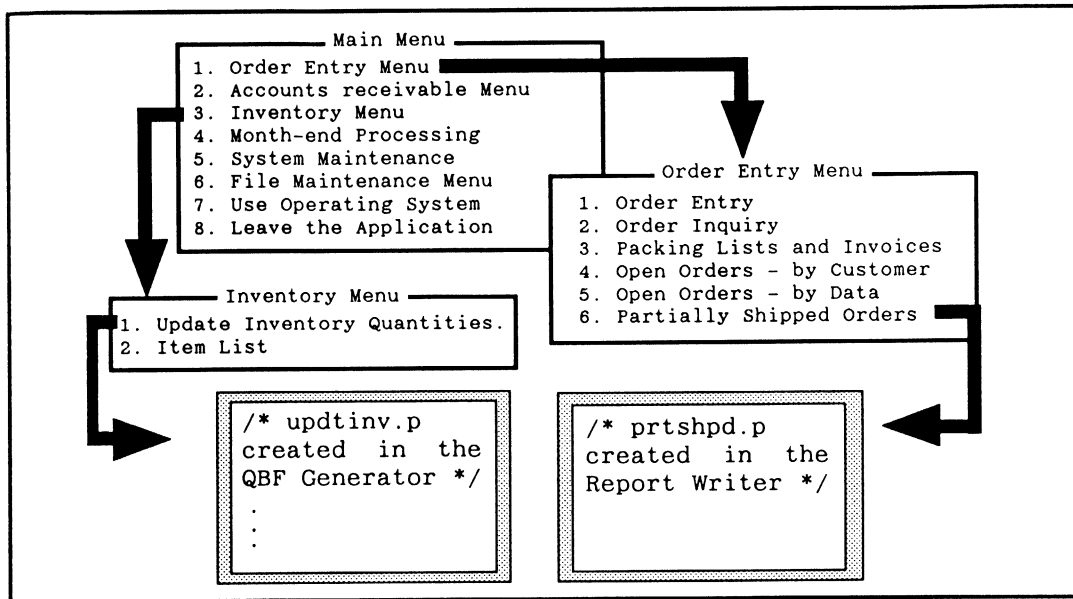 Main Menu
1. Order Entry Menu
2. Accounts receivable Menu
3. Inventory Menu
4. Month-end Processing
5. System Maintenance
6. File Maintenance Menu
7. Use Operating System
8. Leave the Application
Order Entry Menu
1. Order Entry
2. Order Inquiry
3. Packing Lists and Invoices
4. Open Orders - by Customer
5. Open Orders - by Data
6. Partially Shipped Orders
Inventory Menu
1. Update Inventory Quantities.
2. Item List
/* updtinv.p
created in the
QBF Generator */
.
.
.
/* prtshpd.p
created in the
Report Writer */